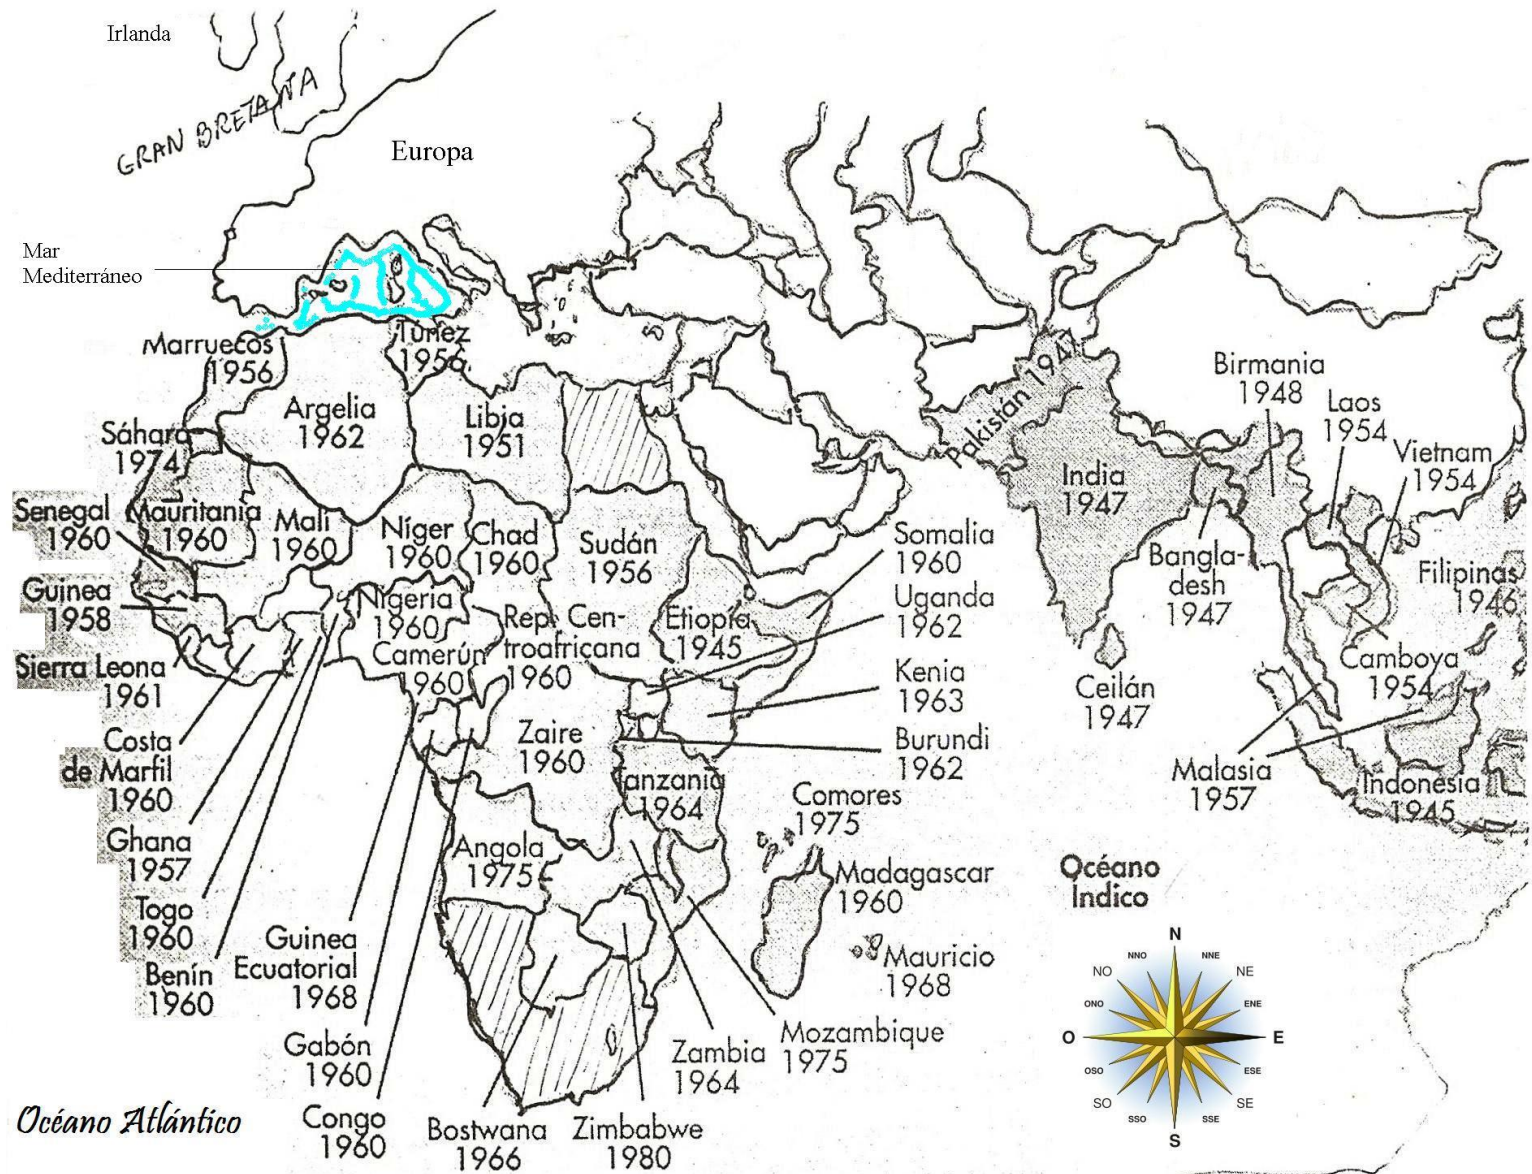 Irlanda
GRAN BRETAÑA
Europa
Mar
Mediterráneo
Marruecos
1956
Túnez
1956
Argelia
1962
Libia
1951
Sáhara
1974
Senegal
1960
Mauritania
1960
Malí
1960
Níger
1960
Chad
1960
Sudán
1956
Guinea
1958
Nigeria
1960
Camerún
1960
Rep. Cen-
troafricana
1960
Etiopía
1945
Somalia
1960
Uganda
1962
Kenia
1963
Burundi
1962
Sierra Leona
1961
Costa
de Marfil
1960
Ghana
1957
Togo
1960
Benín
1960
Guinea
Ecuatorial
1968
Gabón
1960
Congo
1960
Zaire
1960
Tanzania
1964
Angola
1975
Comores
1975
Madagascar
1960
Mauricio
1968
Mozambique
1975
Zambia
1964
Zimbabwe
1980
Bostwana
1966
Pakistán 1947
India
1947
Birmania
1948
Laos
1954
Vietnam
1954
Bangla-
desh
1947
Filipinas
1946
Ceilán
1947
Camboya
1954
Malasia
1957
Indonesia
1945
Océano
Índico
Océano Atlántico
N
NNO
NNE
NO
NE
ONO
ENE
O
E
OSO
ESE
SO
SE
SSO
SSE
S